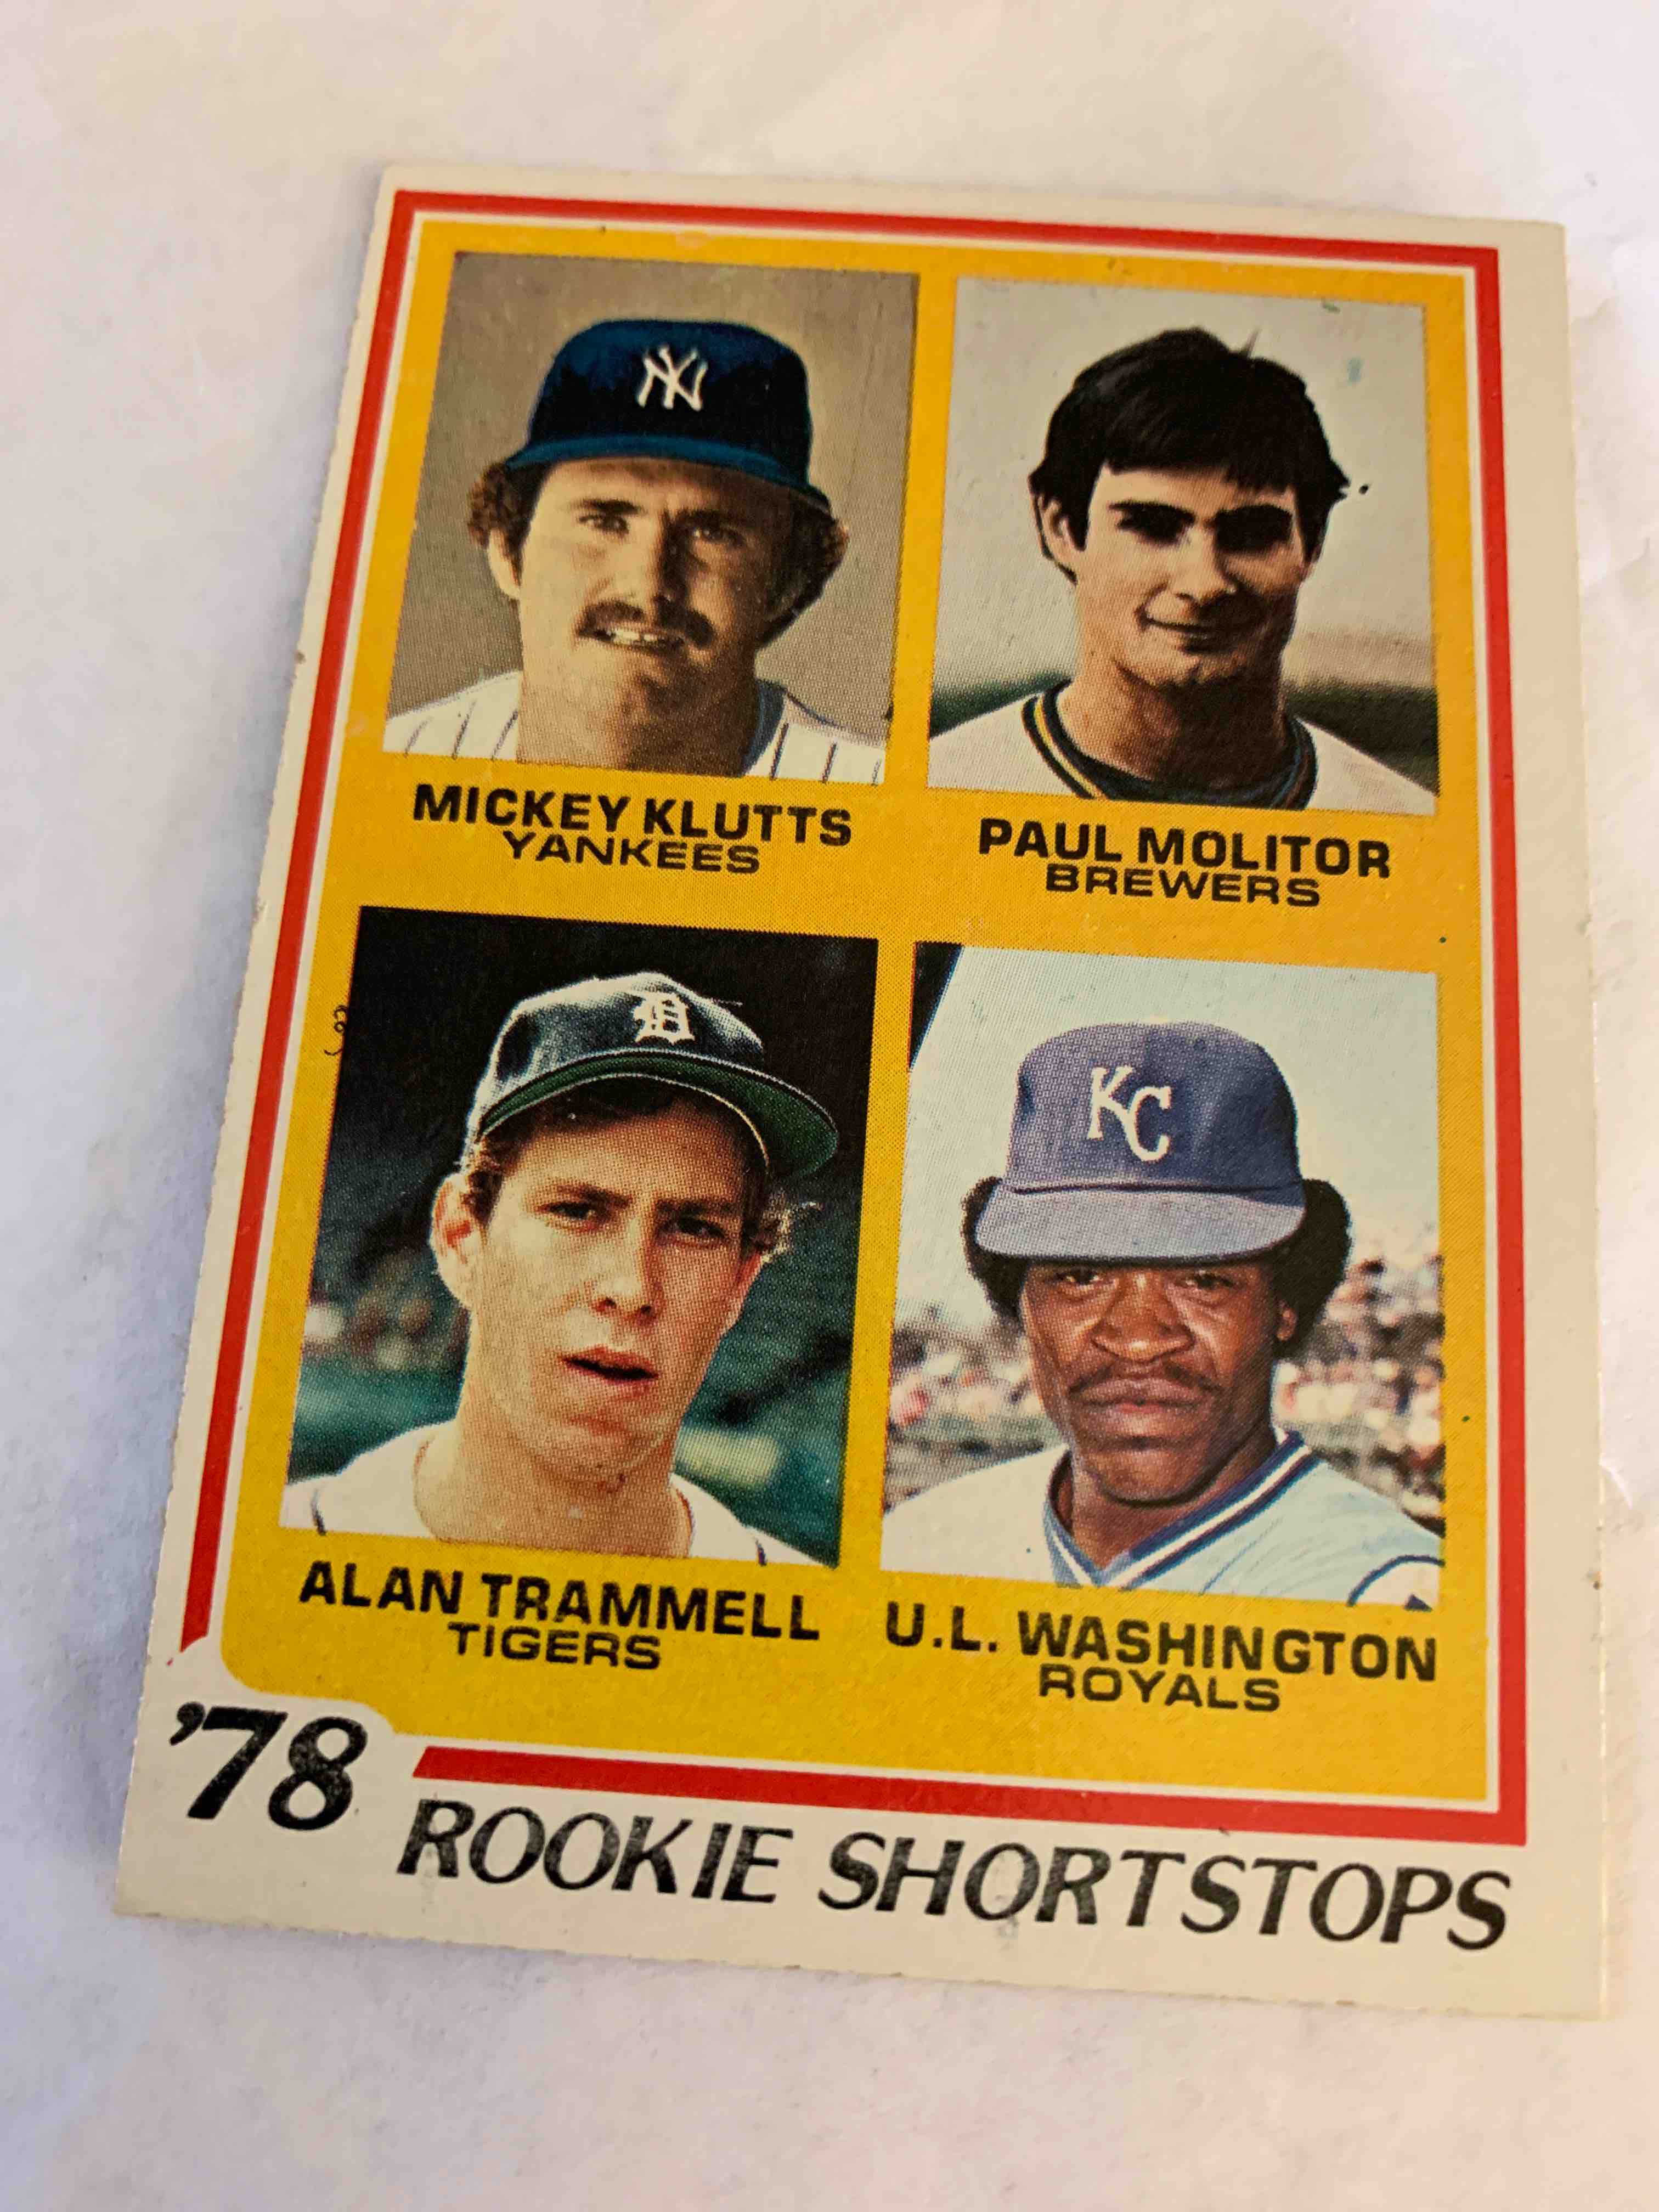 NY
MICKEY KLUTTS
YANKEES
PAUL MOLITOR
BREWERS
D
KC
ALAN TRAMMELL
TIGERS
U.L. WASHINGTON
ROYALS
'78
ROOKIE SHORTSTOPS